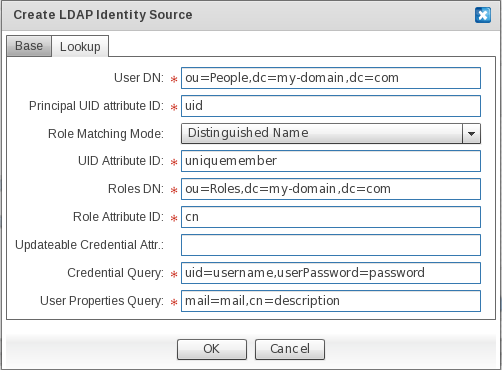 Create LDAP Identity Source
Base Lookup
User DN: * ou=People,dc=my-domain,dc=com
Principal UID attribute ID: * uid
Role Matching Mode: Distinguished Name
UID Attribute ID: * uniquemember
Roles DN: * ou=Roles,dc=my-domain,dc=com
Role Attribute ID: * cn
Updateable Credential Attr.:
Credential Query: * uid=username,userPassword=password
User Properties Query: * mail=mail,cn=description
OK Cancel